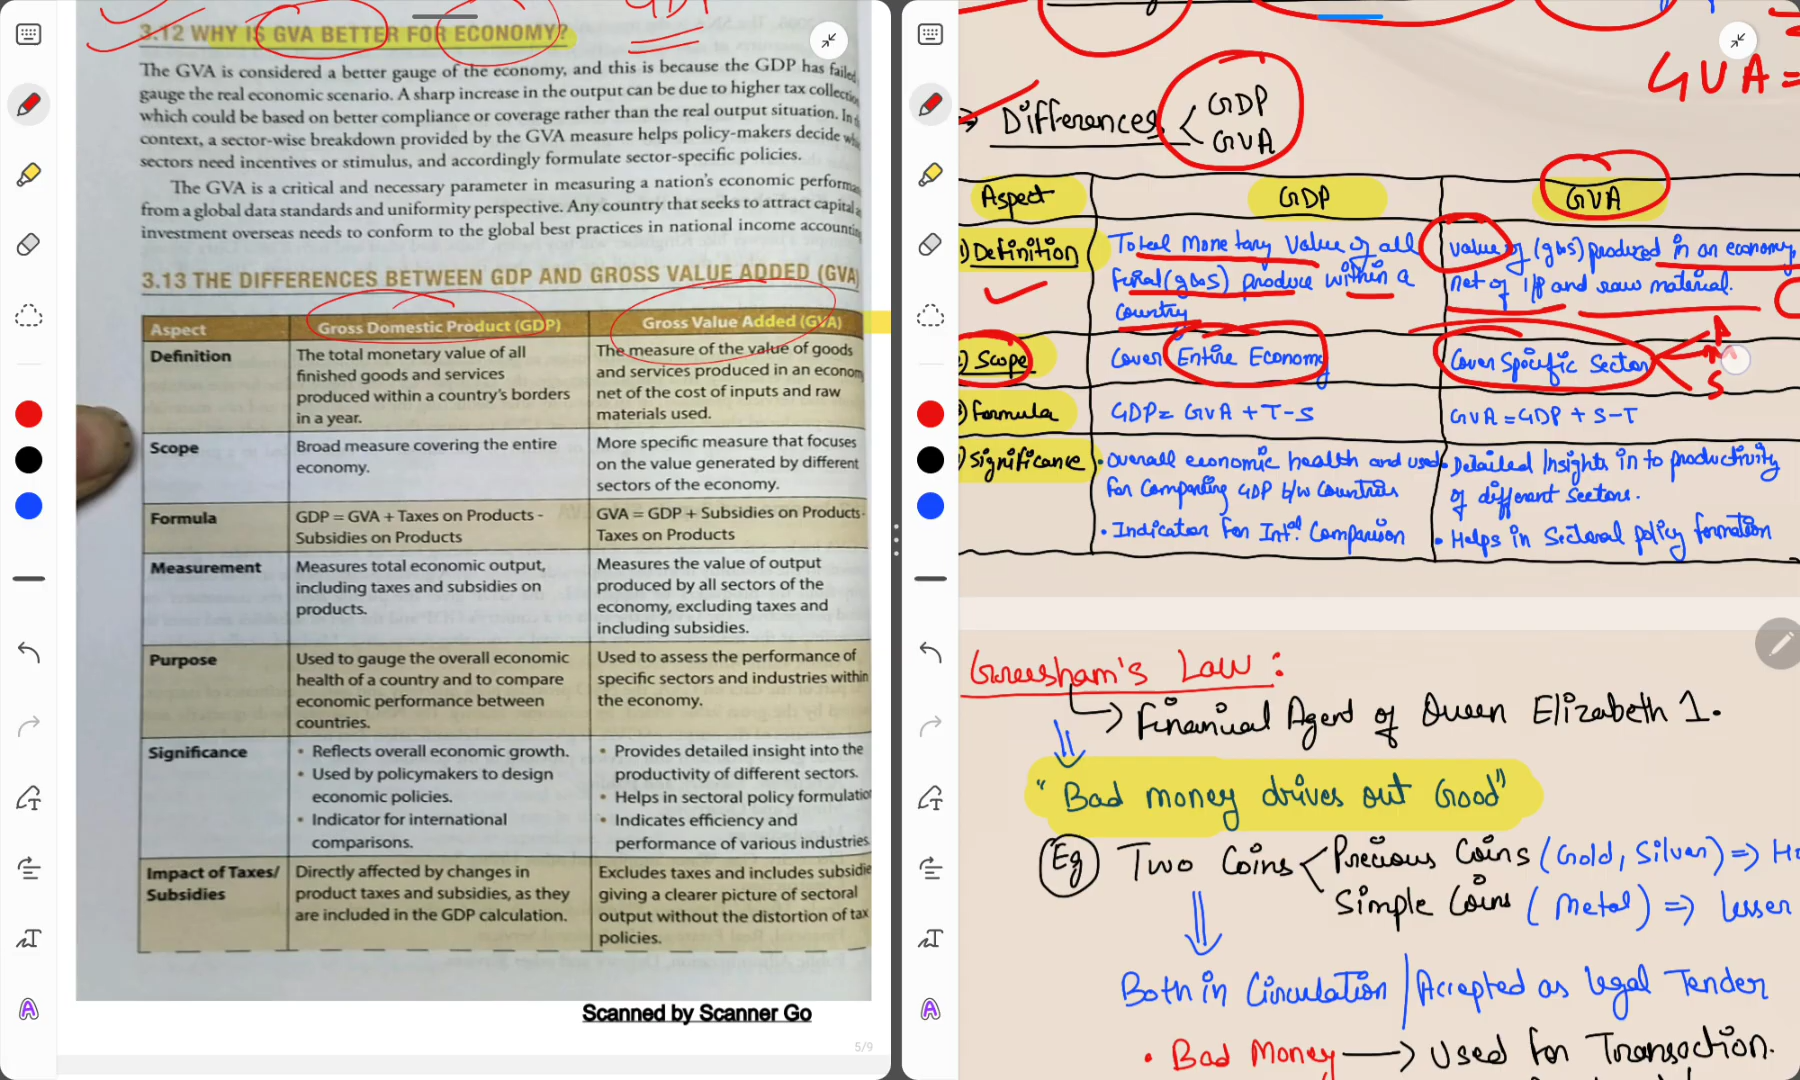 3.12 WHY IS GVA BETTER FOR ECONOMY?
The GVA is considered a better gauge of the economy, and this is because the GDP has failed
gauge the real economic scenario. A sharp increase in the output can be due to higher tax collection
which could be based on better compliance or coverage rather than the real output situation. In
context, a sector-wise breakdown provided by the GVA measure helps policy-makers decide
sectors need incentives or stimulus, and accordingly formulate sector-specific policies.
The GVA is a critical and necessary parameter in measuring a nation's economic performa
from a global data standards and uniformity perspective. Any country that seeks to attract capital
investment overseas needs to conform to the global best practices in national income accounting
3.13 THE DIFFERENCES BETWEEN GDP AND GROSS VALUE ADDED (GVA)
Aspect
Gross Domestic Product (GDP)
Gross Value Added (GVA)
Definition
The total monetary value of all
finished goods and services
produced within a country's borders
in a year.
The measure of the value of goods
and services produced in an econom
net of the cost of inputs and raw
materials used.
Scope
Broad measure covering the entire
economy.
More specific measure that focuses
on the value generated by different
sectors of the economy.
Formula
GDP = GVA + Taxes on Products -
Subsidies on Products
GVA = GDP + Subsidies on Products-
Taxes on Products
Measurement
Measures total economic output,
including taxes and subsidies on
products.
Measures the value of output
produced by all sectors of the
economy, excluding taxes and
including subsidies.
Purpose
Used to gauge the overall economic
health of a country and to compare
economic performance between
countries.
Used to assess the performance of
specific sectors and industries within
the economy.
Significance
• Reflects overall economic growth.
• Used by policymakers to design
economic policies.
• Indicator for international
comparisons.
• Provides detailed insight into the
productivity of different sectors.
• Helps in sectoral policy formulatio
• Indicates efficiency and
performance of various industries
Impact of Taxes/
Subsidies
Directly affected by changes in
product taxes and subsidies, as they
are included in the GDP calculation.
Excludes taxes and includes subsidie
giving a clearer picture of sectoral
output without the distortion of tax
policies.
Scanned by Scanner Go
5/9
GVA =
Differences
GDP
GVA
Aspect
GDP
GVA
1) Definition
Total Monetary Value of all
final (g&s) produce within a
Country
value of (g&s) produced in an economy
net of I/P and raw material.
Scope
Cover Entire Economy
Cover Specific Sector
A
M
S
Formula
GDP = GVA + T - S
GVA = GDP + S - T
Significance
• Overall economic health and used
for Comparing GDP b/w Countries
• Indicator for Intnl. Comparison
• Detailed Insights in to productivity
of different Sectors.
• Helps in Sectoral policy formation
Gresham's Law :
Financial Agent of Queen Elizabeth 1.
"Bad money drives out Good"
Eg Two Coins
Precious Coins (Gold, Silver) ⇒
Simple Coins (Metal) ⇒ lesser
Both in Circulation | Accepted as legal Tender
• Bad Money → Used for Transaction.